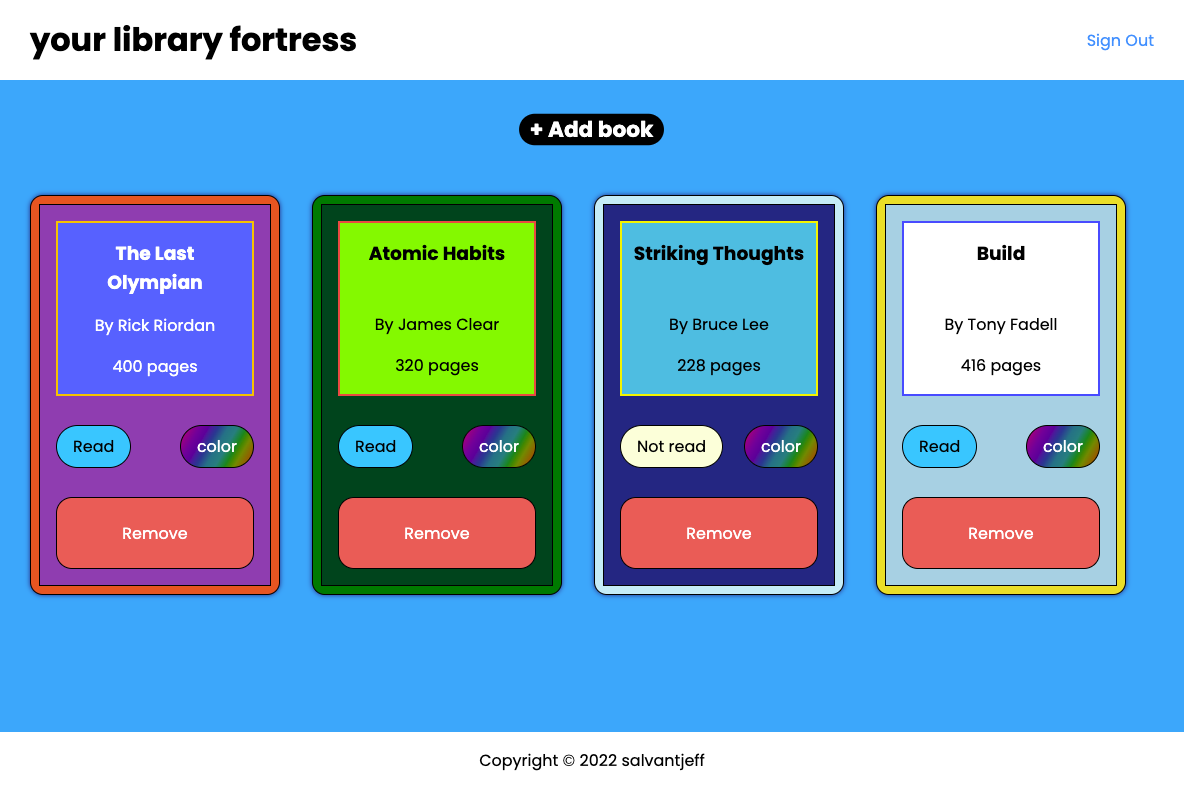 your library fortress
Sign Out
+ Add book
The Last
Olympian
By Rick Riordan
400 pages
Read
color
Remove
Atomic Habits
By James Clear
320 pages
Read
color
Remove
Striking Thoughts
By Bruce Lee
228 pages
Not read
color
Remove
Build
By Tony Fadell
416 pages
Read
color
Remove
Copyright © 2022 salvantjeff